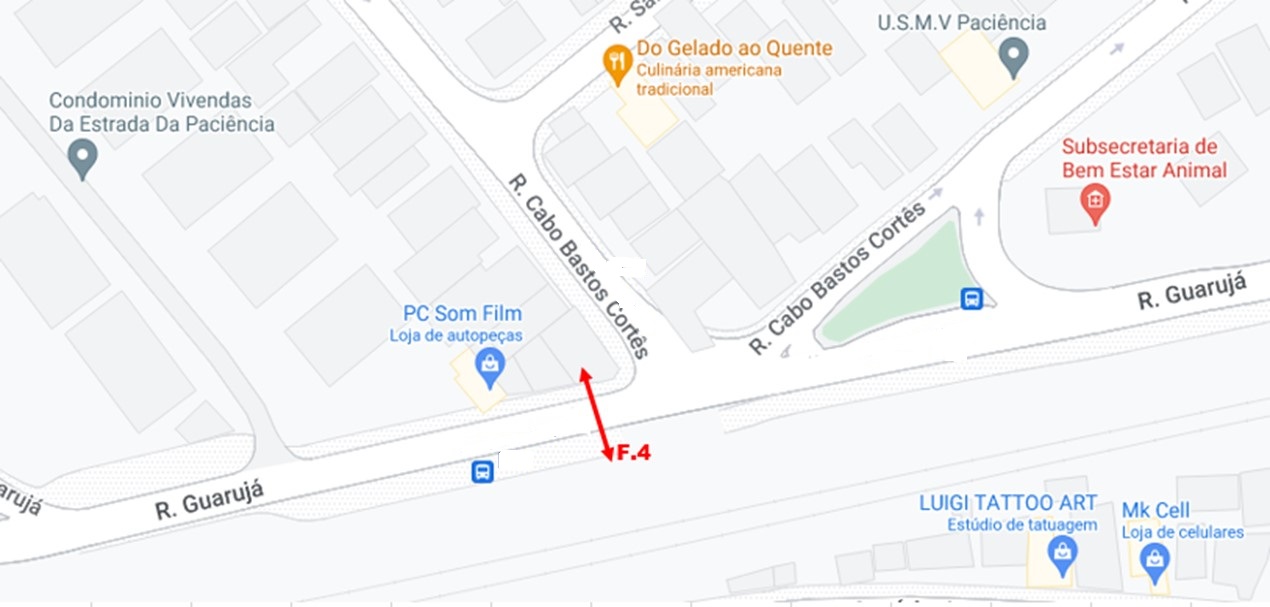 R. Sa
Do Gelado ao Quente
Culinária americana
tradicional
U.S.M.V Paciência
Condominio Vivendas
Da Estrada Da Paciência
Subsecretaria de
Bem Estar Animal
R. Cabo Bastos Cortês
R. Cabo Bastos Cortês
R. Guarujá
PC Som Film
Loja de autopeças
F.4
R. Guarujá
arujá
LUIGI TATTOO ART
Estúdio de tatuagem
Mk Cell
Loja de celulares